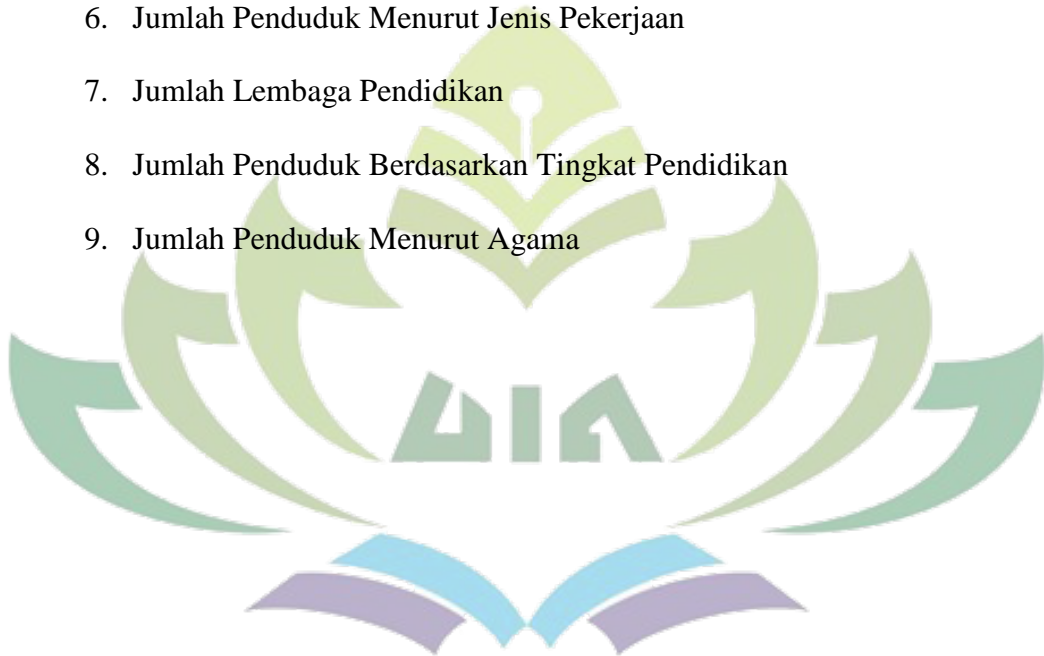 6. Jumlah Penduduk Menurut Jenis Pekerjaan
7. Jumlah Lembaga Pendidikan
8. Jumlah Penduduk Berdasarkan Tingkat Pendidikan
9. Jumlah Penduduk Menurut Agama
UIN